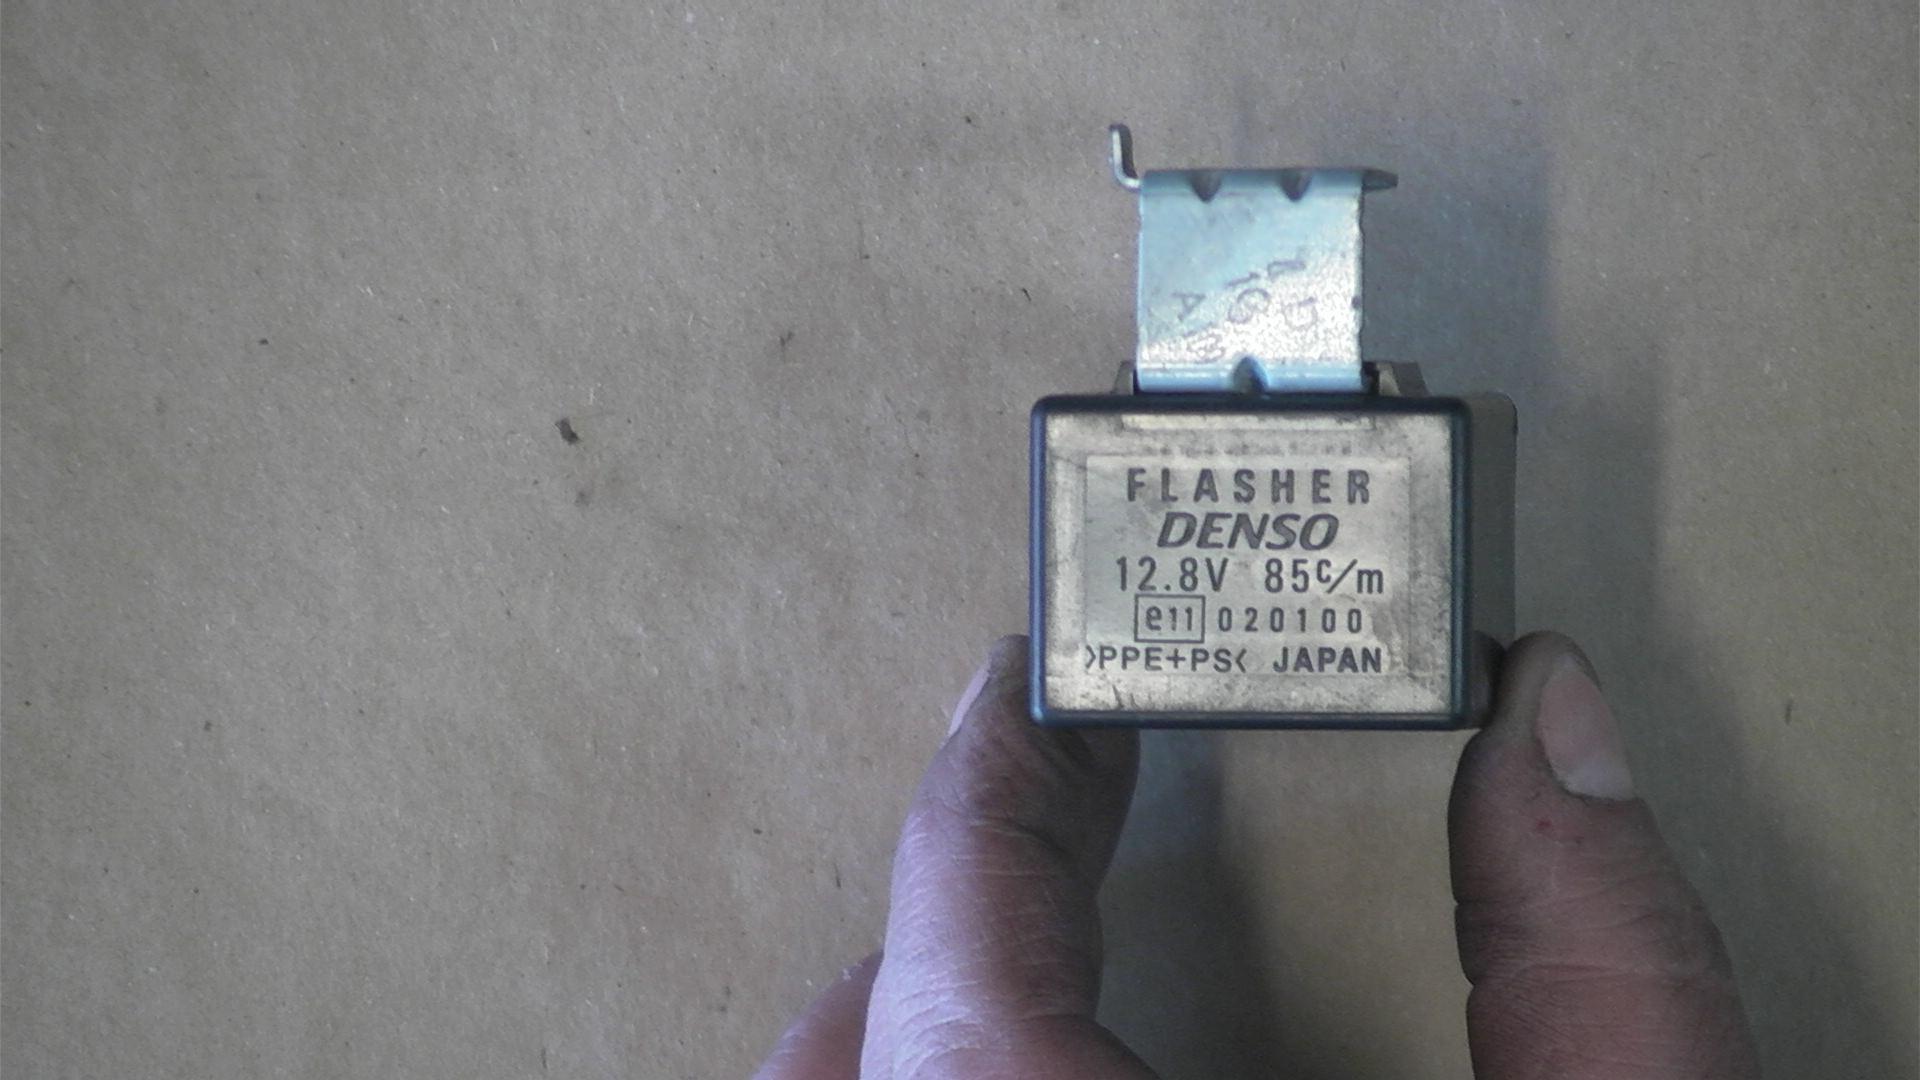 FLASHER
DENSO
12.8V 85c/m
e11 020100
>PPE+PS< JAPAN